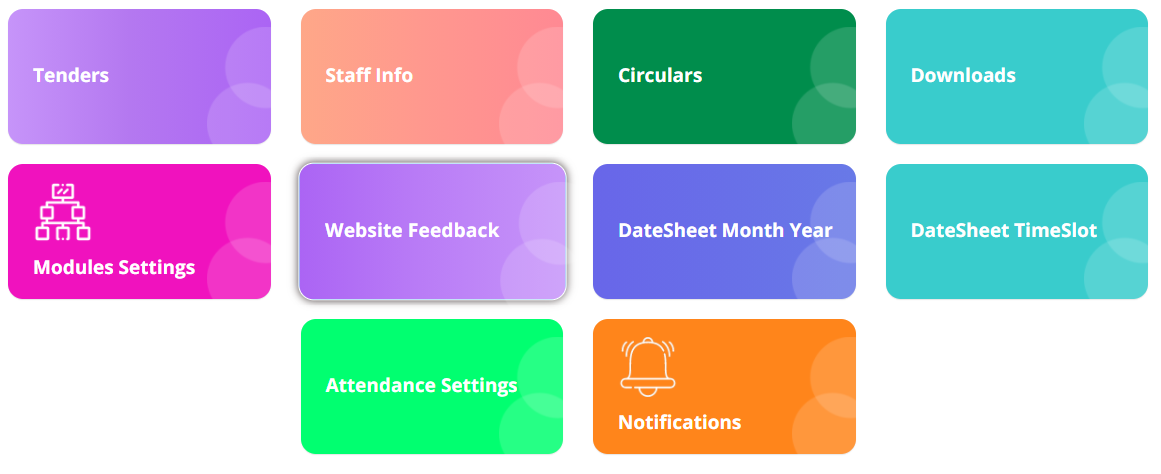 Tenders
Staff Info
Circulars
Downloads
Modules Settings
Website Feedback
DateSheet Month Year
DateSheet TimeSlot
Attendance Settings
Notifications